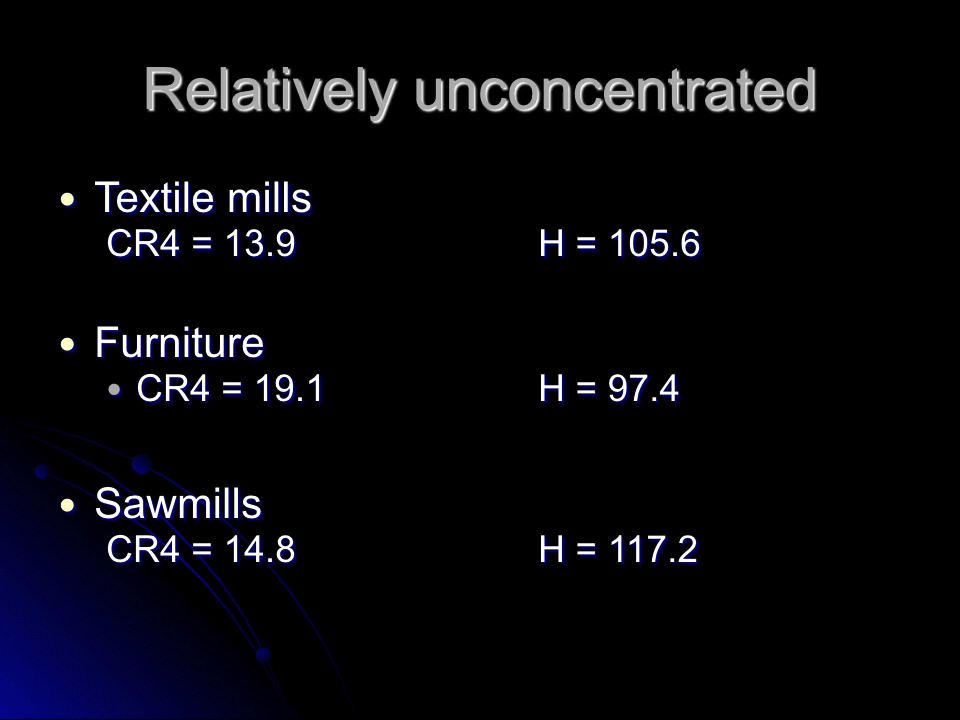 Relatively unconcentrated
• Textile mills
CR4 = 13.9 H = 105.6
• Furniture
• CR4 = 19.1 H = 97.4
• Sawmills
CR4 = 14.8 H = 117.2